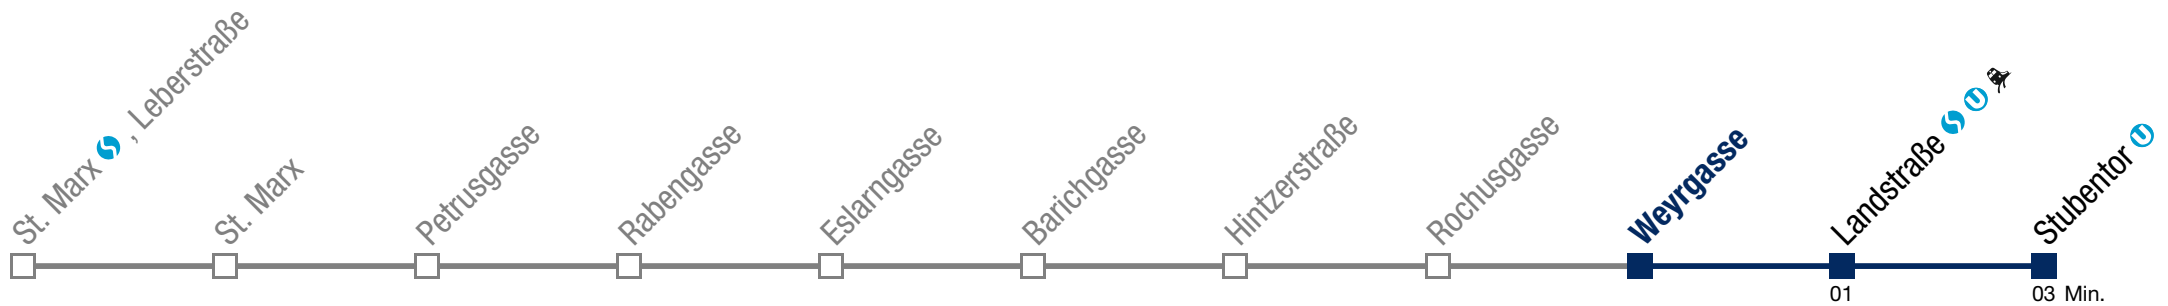 St. Marx S , Leberstraße
St. Marx
Petrusgasse
Rabengasse
Eslarngasse
Barichgasse
Hintzerstraße
Rochusgasse
Weyrgasse
Landstraße S U
Stubentor U
01
03 Min.